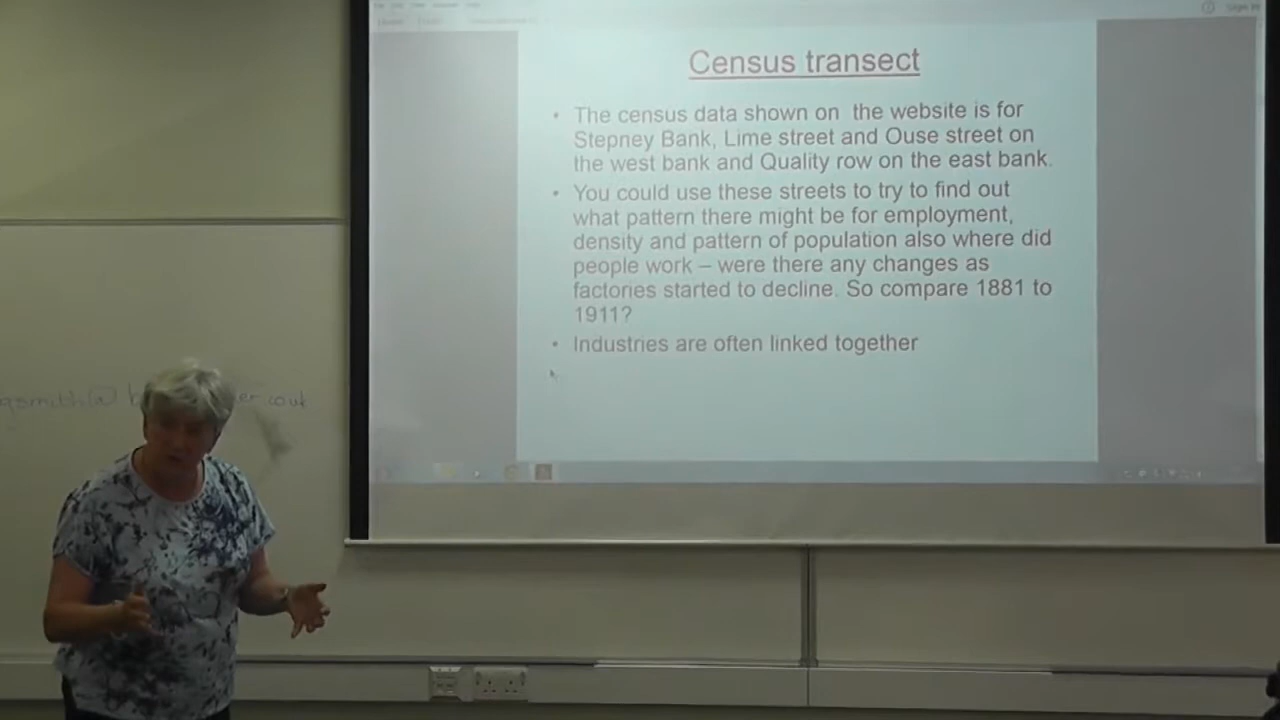 Census transect
• The census data shown on the website is for
Stepney Bank, Lime street and Ouse street on
the west bank and Quality row on the east bank.
• You could use these streets to try to find out
what pattern there might be for employment,
density and pattern of population also where did
people work – were there any changes as
factories started to decline. So compare 1881 to
1911?
• Industries are often linked together